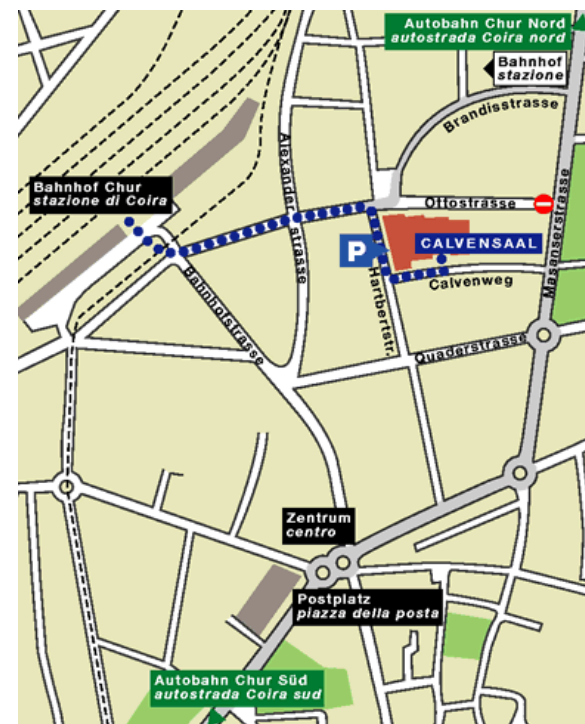 Autobahn Chur Nord
autostrada Coira nord
Bahnhof
stazione
Brandisstrasse
Masanserstrasse
Alexanderstrasse
Bahnhof Chur
stazione di Coira
Ottostrasse
P
CALVENSAAL
Hartbertstr.
Calvenweg
Bahnhofstrasse
Quaderstrasse
Zentrum
centro
Postplatz
piazza della posta
Autobahn Chur Süd
autostrada Coira sud